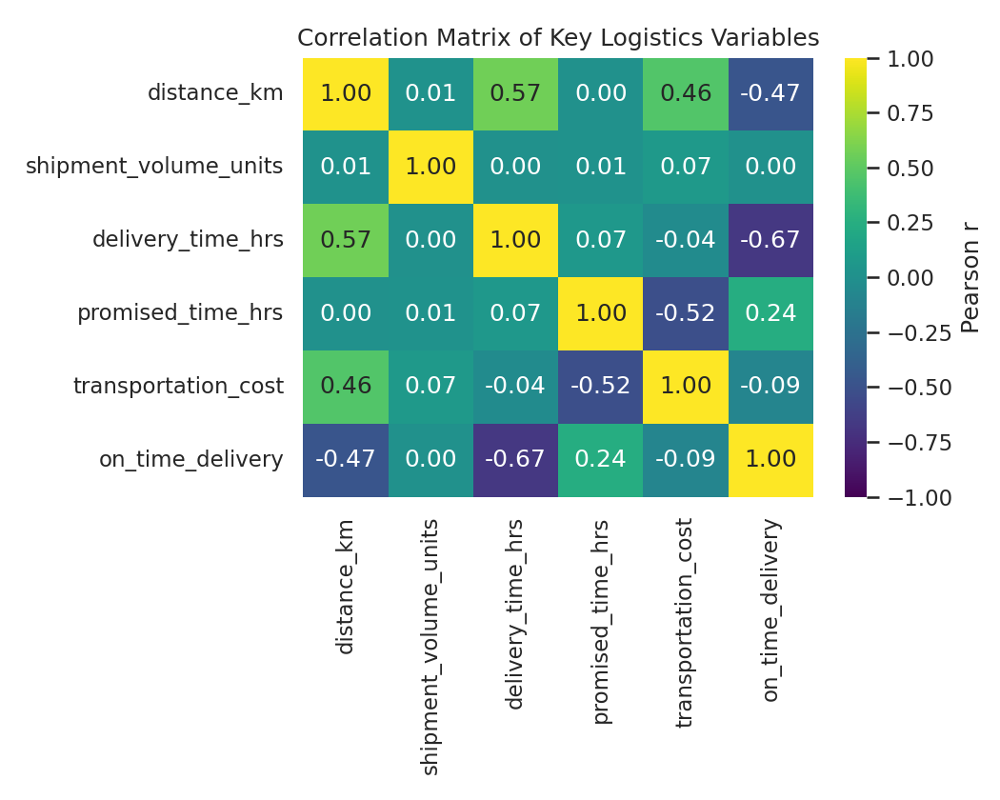 Correlation Matrix of Key Logistics Variables
distance_km 1.00 0.01 0.57 0.00 0.46 -0.47
shipment_volume_units 0.01 1.00 0.00 0.01 0.07 0.00
delivery_time_hrs 0.57 0.00 1.00 0.07 -0.04 -0.67
promised_time_hrs 0.00 0.01 0.07 1.00 -0.52 0.24
transportation_cost 0.46 0.07 -0.04 -0.52 1.00 -0.09
on_time_delivery -0.47 0.00 -0.67 0.24 -0.09 1.00
distance_km
shipment_volume_units
delivery_time_hrs
promised_time_hrs
transportation_cost
on_time_delivery
1.00
0.75
0.50
0.25
0.00
−0.25
−0.50
−0.75
−1.00
Pearson r